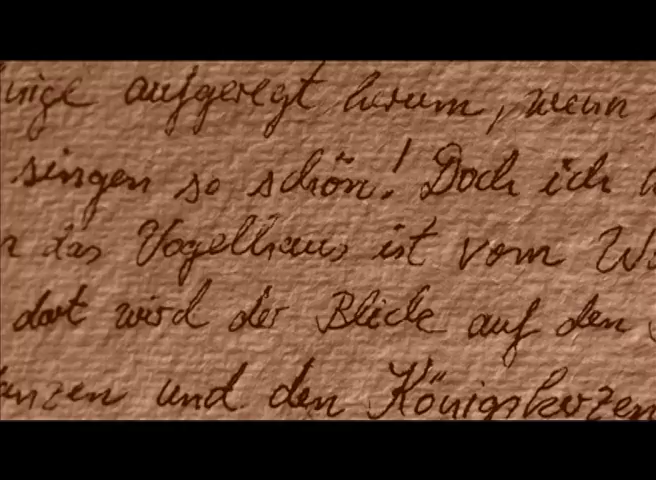 einige aufgeregt herum, wenn
singen so schön! Doch ich
das Vogelhaus ist vom
dort wird der Blick auf den
und den Königskerzen